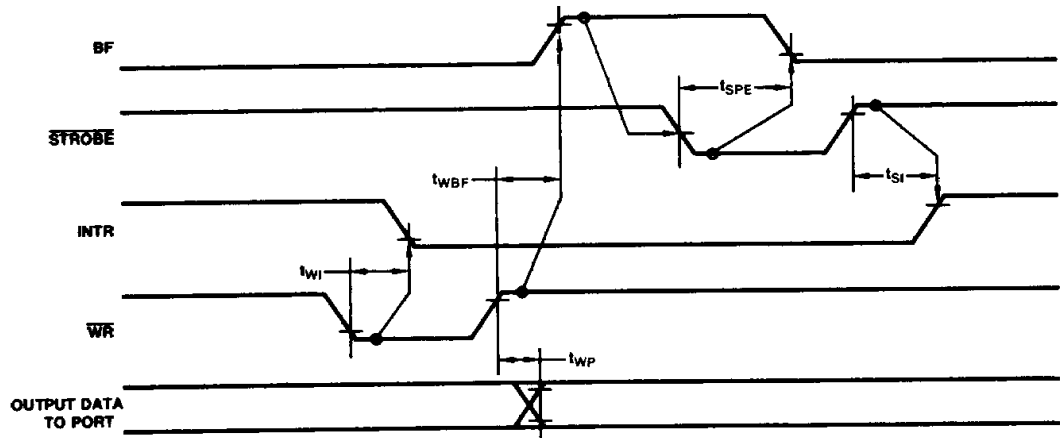 BF
tSPE
STROBE
tWBF
tSI
INTR
tWI
WR
tWP
OUTPUT DATA
TO PORT